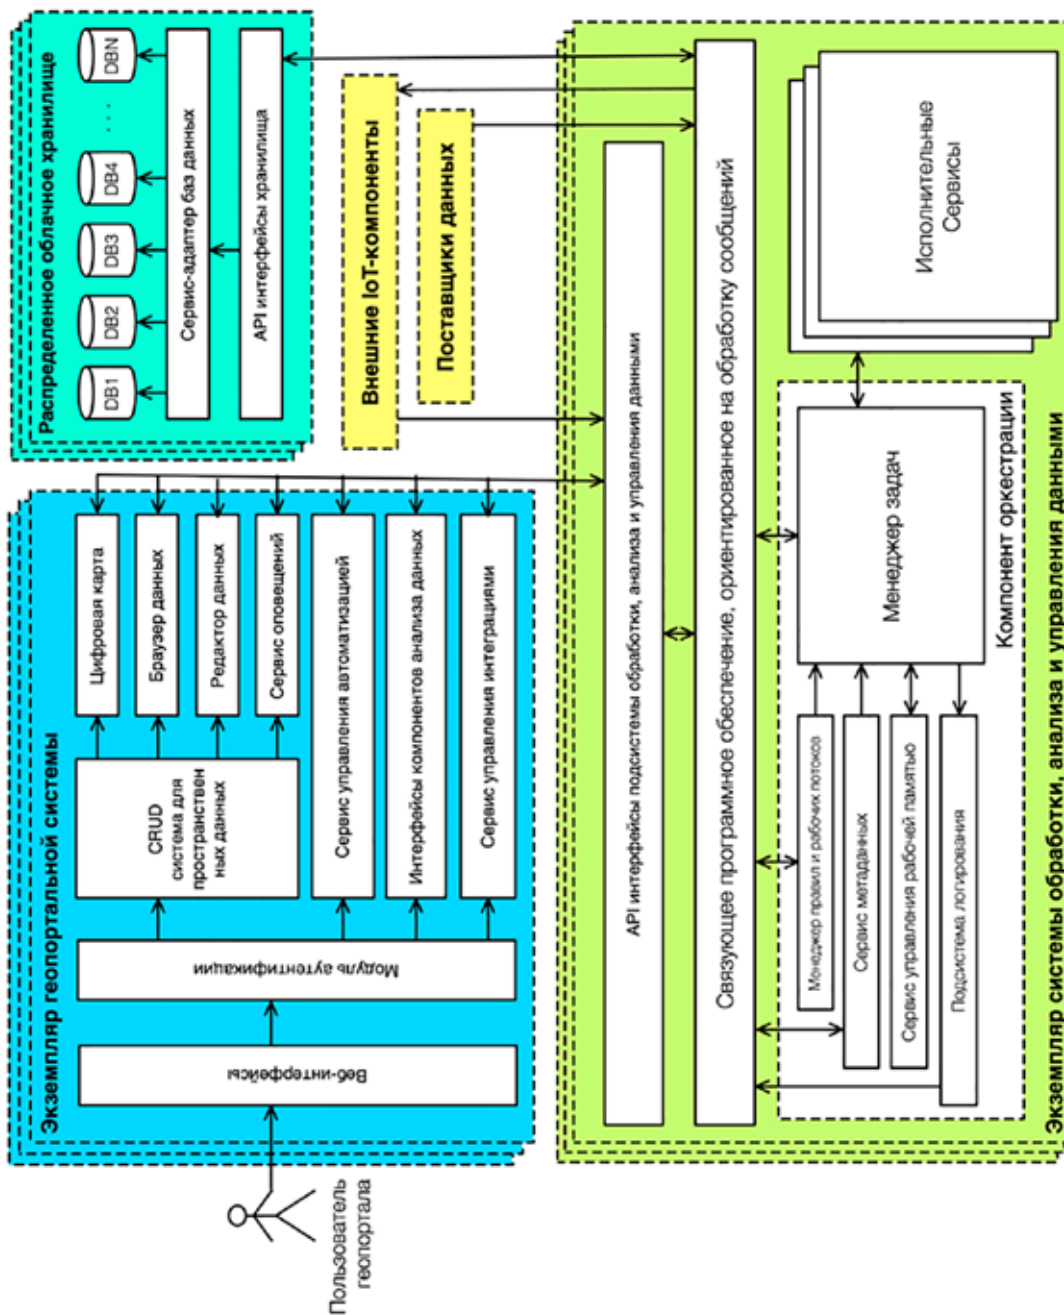 Пользователь
геопортала
Экземпляр геопортальной системы
Веб-интерфейсы
Модуль аутентификации
CRUD
система для
пространствен
ных данных
Цифровая карта
Браузер данных
Редактор данных
Сервис оповещений
Сервис управления автоматизацией
Интерфейсы компонентов анализа данных
Сервис управления интеграциями
Распределенное облачное хранилище
DB1
DB2
DB3
DB4
. . .
DBN
Сервис-адаптер баз данных
API интерфейсы хранилища
Внешние IoT-компоненты
Поставщики данных
API интерфейсы подсистемы обработки, анализа и управления данными
Связующее программное обеспечение, ориентированное на обработку сообщений
Менеджер правил и рабочих потоков
Сервис метаданных
Сервис управления рабочей памятью
Подсистема логирования
Менеджер задач
Компонент оркестрации
Исполнительные
Сервисы
Экземпляр системы обработки, анализа и управления данными